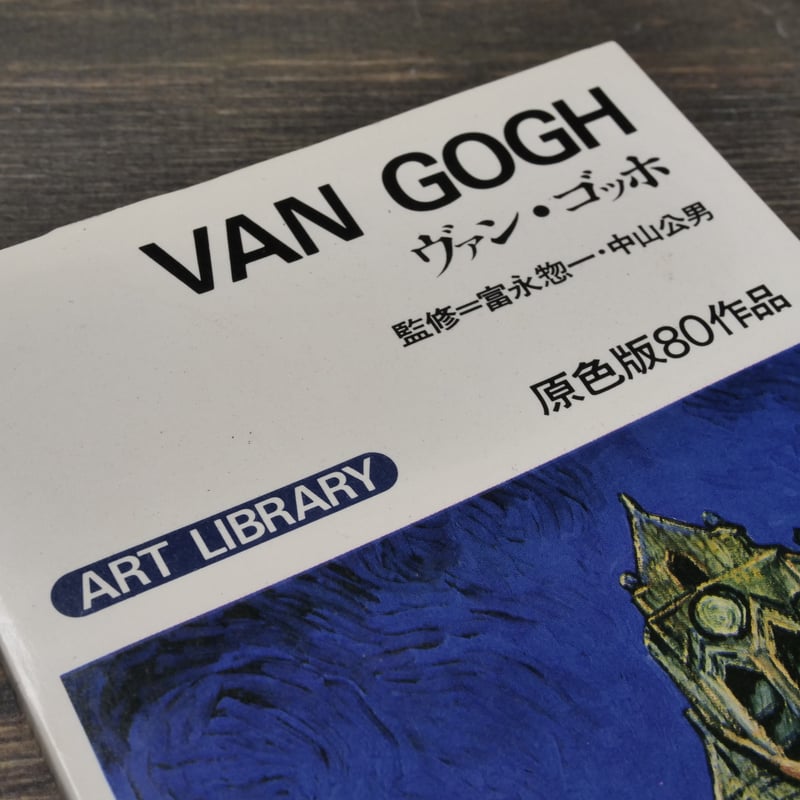 VAN GOGH
ヴァン・ゴッホ
監修=富永惣一・中山公男
原色版80作品
ART LIBRARY